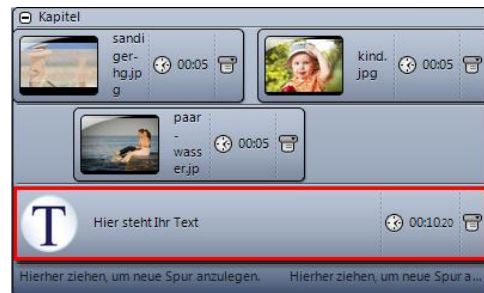 Kapitel
sandi
ger-
hg.jp
g
00:05
kind.
jpg
00:05
paar
-
wass
er.jp
00:05
T
Hier steht Ihr Text
00:10:20
Hierher ziehen, um neue Spur anzulegen.
Hierher ziehen, um neue Spur a...